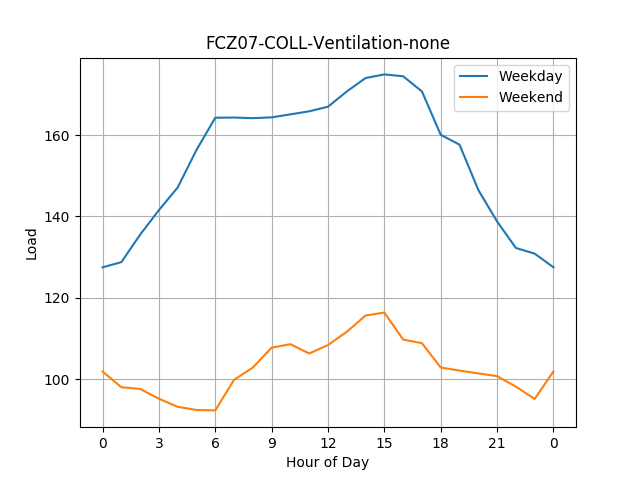 FCZ07-COLL-Ventilation-none
Weekday
Weekend
160
140
120
100
Load
0 3 6 9 12 15 18 21 0
Hour of Day